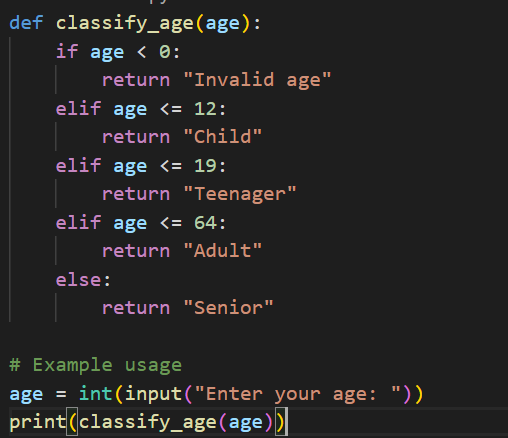 def classify_age(age):
    if age < 0:
        return "Invalid age"
    elif age <= 12:
        return "Child"
    elif age <= 19:
        return "Teenager"
    elif age <= 64:
        return "Adult"
    else:
        return "Senior"

# Example usage
age = int(input("Enter your age: "))
print(classify_age(age))